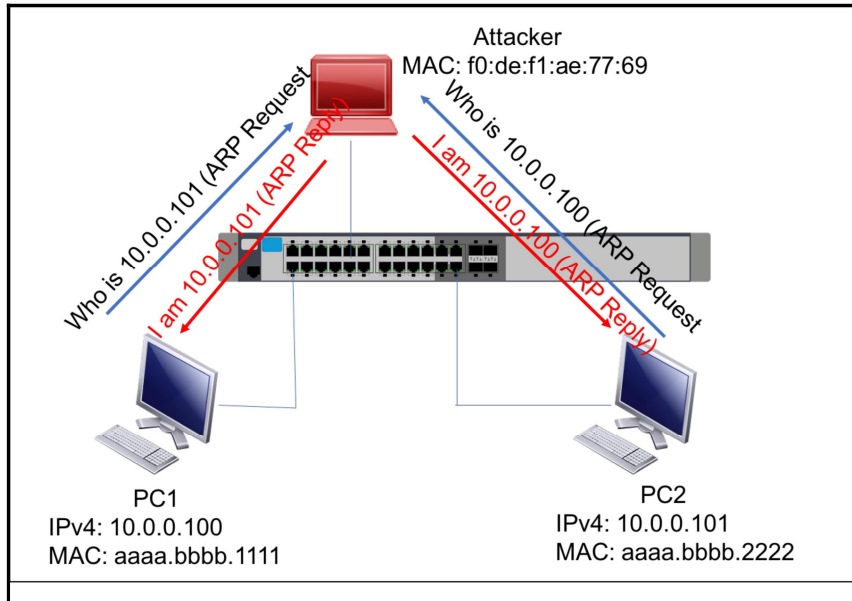 Attacker
MAC: f0:de:f1:ae:77:69
Who is 10.0.0.101 (ARP Request
I am 10.0.0.101 (ARP Reply)
Who is 10.0.0.100 (ARP Request
I am 10.0.0.100 (ARP Reply)
PC1
IPv4: 10.0.0.100
MAC: aaaa.bbbb.1111
PC2
IPv4: 10.0.0.101
MAC: aaaa.bbbb.2222